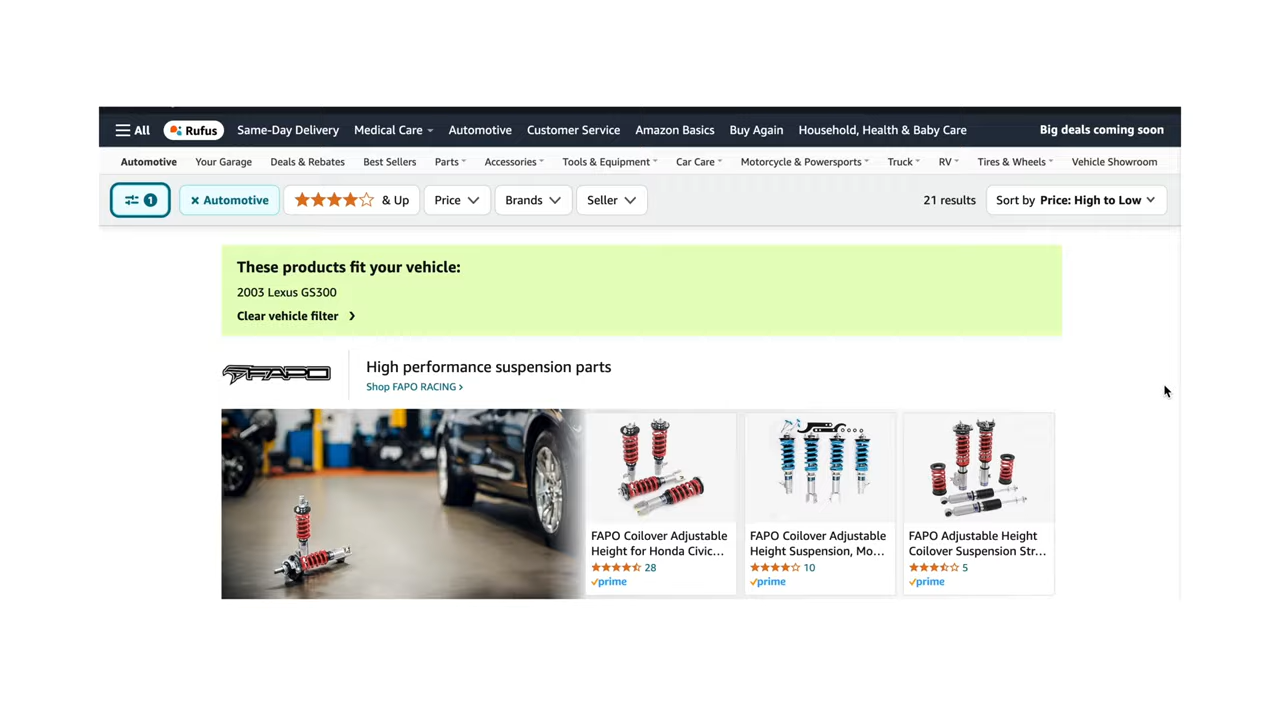 All Rufus Same-Day Delivery Medical Care Automotive Customer Service Amazon Basics Buy Again Household, Health & Baby Care Big deals coming soon
Automotive Your Garage Deals & Rebates Best Sellers Parts Accessories Tools & Equipment Car Care Motorcycle & Powersports Truck RV Tires & Wheels Vehicle Showroom
1 × Automotive & Up Price Brands Seller 21 results Sort by Price: High to Low
These products fit your vehicle:
2003 Lexus GS300
Clear vehicle filter >
FAPO
High performance suspension parts
Shop FAPO RACING >
FAPO Coilover Adjustable
Height for Honda Civic...
28
prime
FAPO Coilover Adjustable
Height Suspension, Mo...
10
prime
FAPO Adjustable Height
Coilover Suspension Str...
5
prime